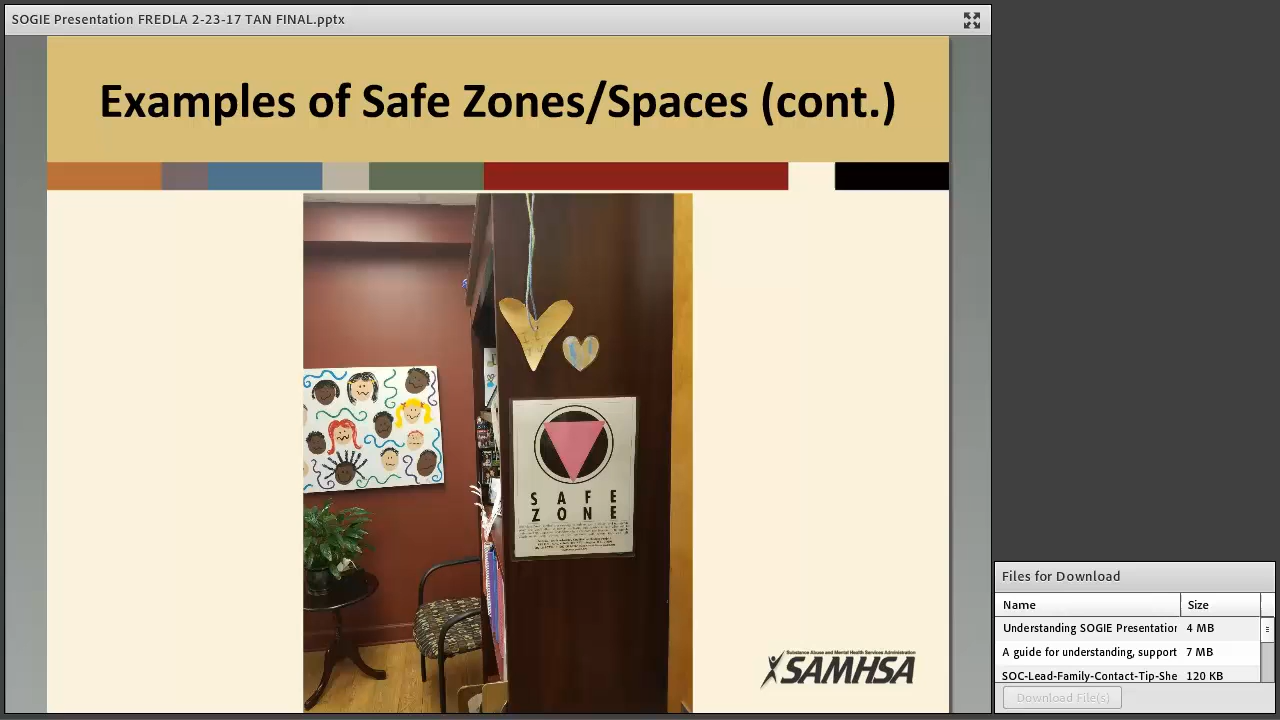 SOGIE Presentation FREDLA 2-23-17 TAN FINAL.pptx
Examples of Safe Zones/Spaces (cont.)
SAFE
ZONE
Substance Abuse and Mental Health Services Administration
SAMHSA
Files for Download
Name Size
Understanding SOGIE Presentation 4 MB
A guide for understanding, support 7 MB
SOC-Lead-Family-Contact-Tip-She 120 KB
Download File(s)